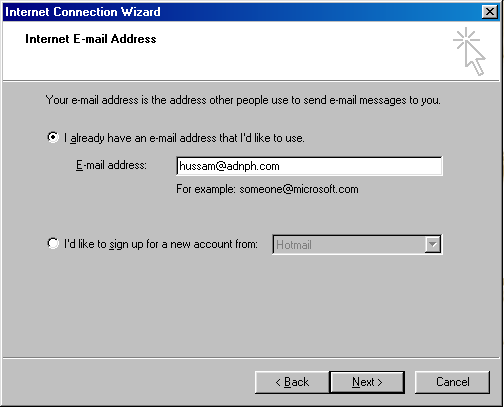 Internet Connection Wizard
Internet E-mail Address
Your e-mail address is the address other people use to send e-mail messages to you.
I already have an e-mail address that I'd like to use.
E-mail address: hussam@adnph.com
For example: someone@microsoft.com
I'd like to sign up for a new account from: Hotmail
< Back Next > Cancel